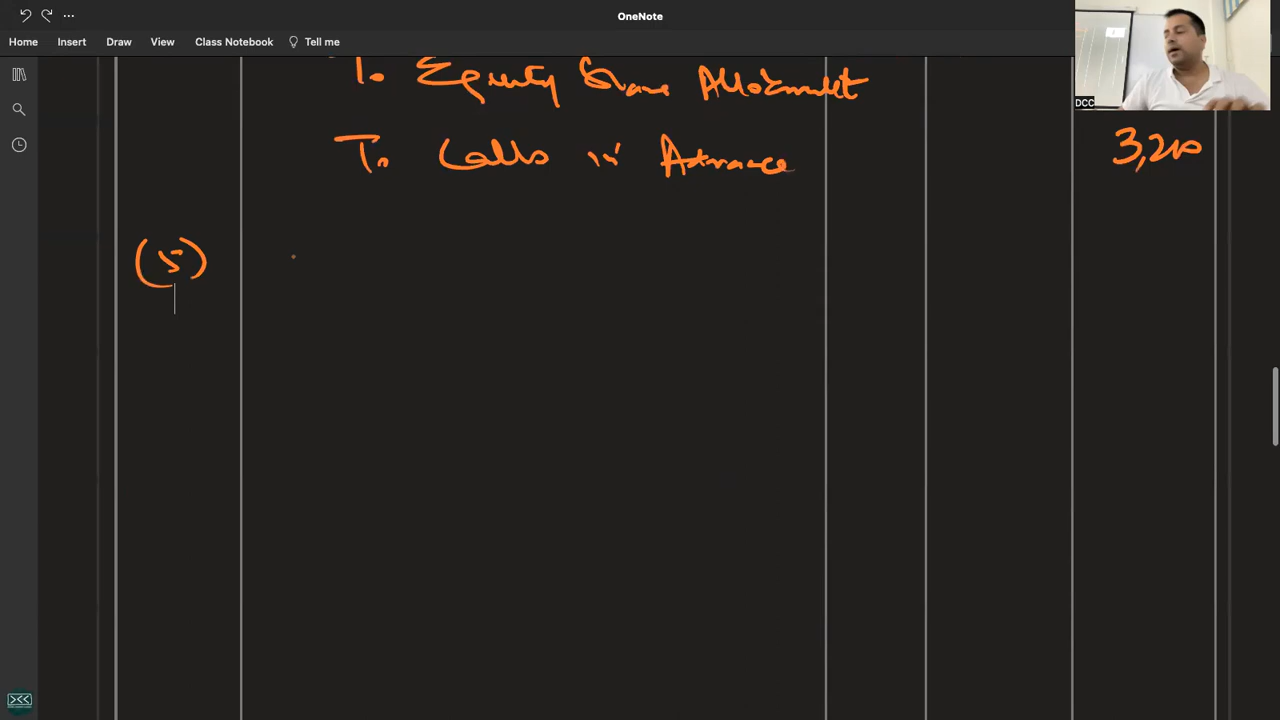 OneNote
Home Insert Draw View Class Notebook Tell me
To Equity Share Allotment
DCC
To Calls in Advance 3,200
(5)